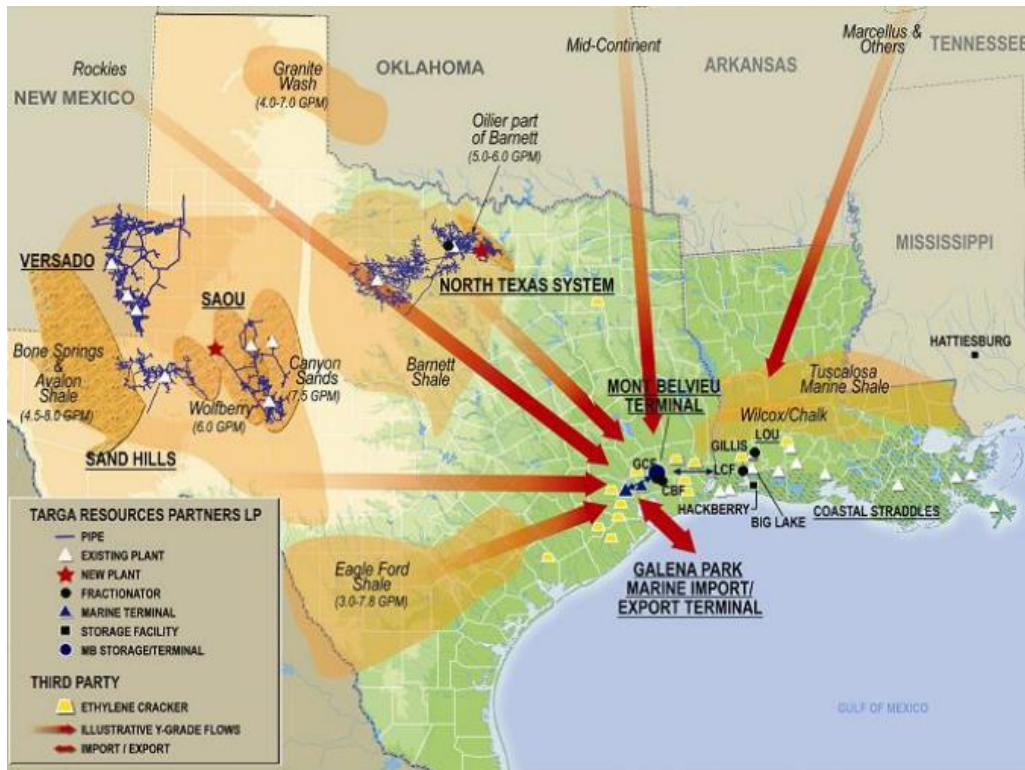 Rockies
NEW MEXICO
Granite
Wash
(4.0-7.0 GPM)
OKLAHOMA
Mid-Continent
ARKANSAS
Marcellus &
Others
TENNESSEE
Oilier part
of Barnett
(5.0-6.0 GPM)
MISSISSIPPI
VERSADO
SAOU
NORTH TEXAS SYSTEM
HATTIESBURG
Bone Springs
&
Avalon
Shale
(4.5-8.0 GPM)
Canyon
Sands
(7.5 GPM)
Wolfberry
(6.0 GPM)
Barnett
Shale
Tuscalosa
Marine Shale
MONT BELVIEU
TERMINAL
Wilcox/Chalk
SAND HILLS
GILLIS
LOU
GCF
LCF
CBF
HACKBERRY
BIG LAKE
COASTAL STRADDLES
Eagle Ford
Shale
(3.0-7.8 GPM)
GALENA PARK
MARINE IMPORT/
EXPORT TERMINAL
GULF OF MEXICO
TARGA RESOURCES PARTNERS LP
PIPE
EXISTING PLANT
NEW PLANT
FRACTIONATOR
MARINE TERMINAL
STORAGE FACILITY
MB STORAGE/TERMINAL
THIRD PARTY
ETHYLENE CRACKER
ILLUSTRATIVE Y-GRADE FLOWS
IMPORT / EXPORT